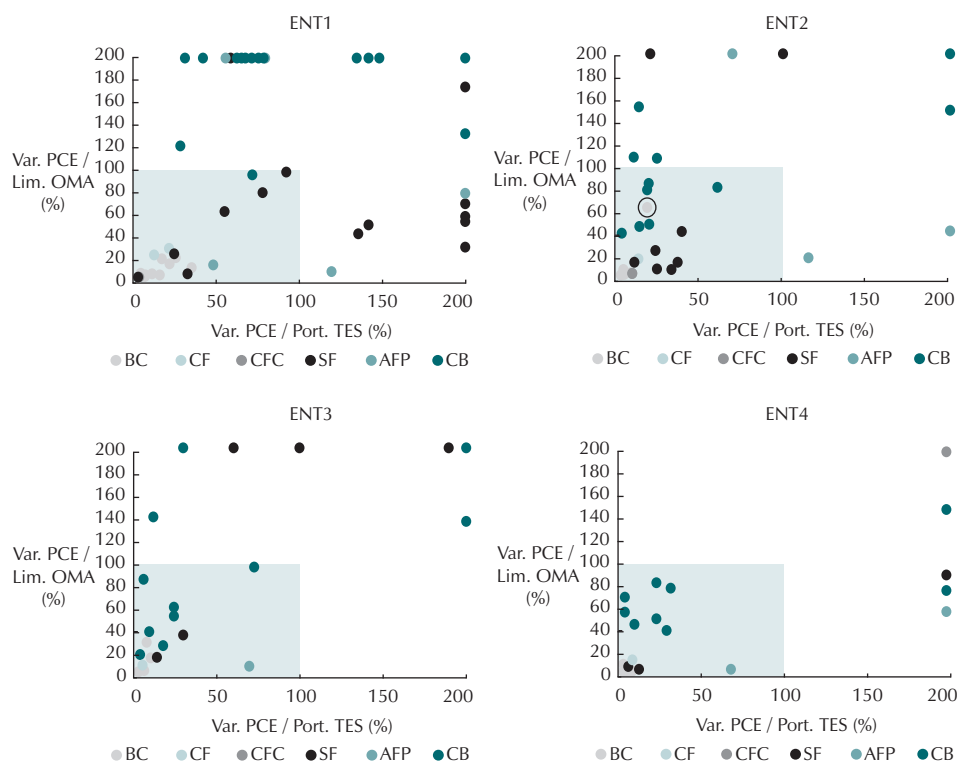 ENT1
200
180
160
140
120
100
80
60
40
20
0
Var. PCE /
Lim. OMA
(%)
0 50 100 150 200
Var. PCE / Port. TES (%)
BC CF CFC SF AFP CB
ENT2
200
180
160
140
120
100
80
60
40
20
0
Var. PCE /
Lim. OMA
(%)
0 50 100 150 200
Var. PCE / Port. TES (%)
BC CF CFC SF AFP CB
ENT3
200
180
160
140
120
100
80
60
40
20
0
Var. PCE /
Lim. OMA
(%)
0 50 100 150 200
Var. PCE / Port. TES (%)
BC CF CFC SF AFP CB
ENT4
200
180
160
140
120
100
80
60
40
20
0
Var. PCE /
Lim. OMA
(%)
0 50 100 150 200
Var. PCE / Port. TES (%)
BC CF CFC SF AFP CB